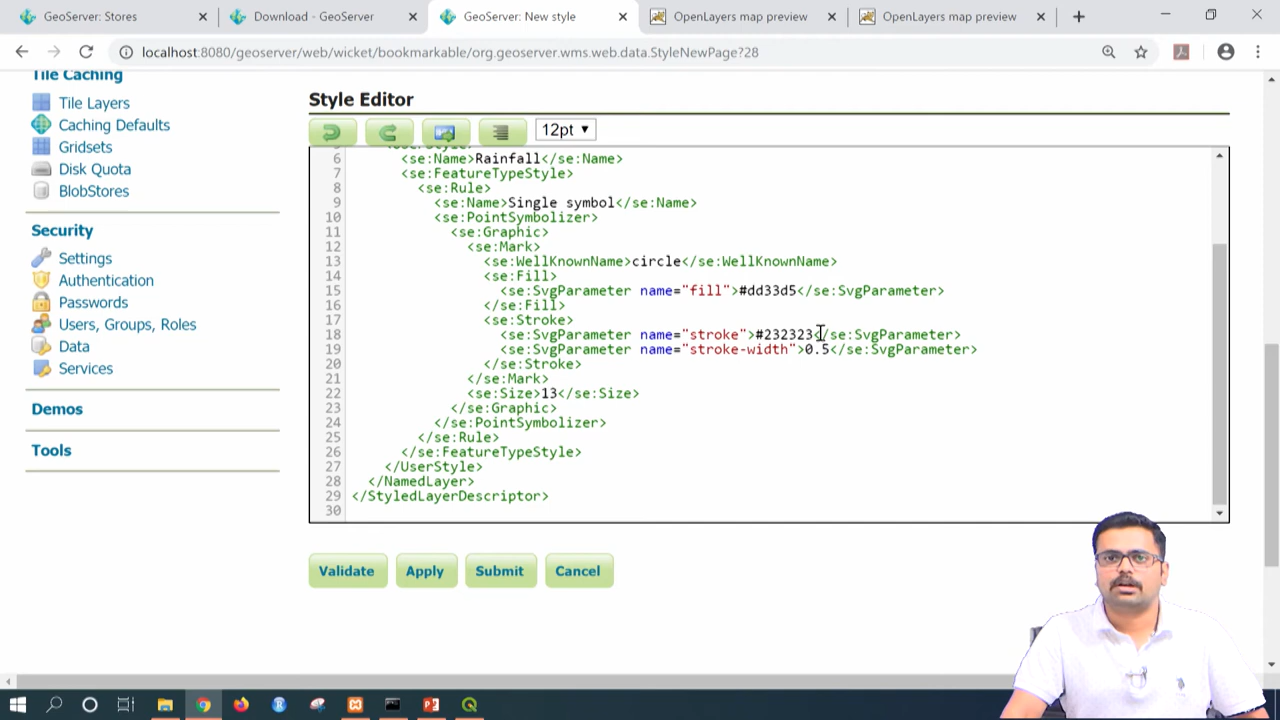 GeoServer: Stores
Download - GeoServer
GeoServer: New style
OpenLayers map preview
OpenLayers map preview
localhost:8080/geoserver/web/wicket/bookmarkable/org.geoserver.wms.web.data.StyleNewPage?28
Tile Caching
Tile Layers
Caching Defaults
Gridsets
Disk Quota
BlobStores
Security
Settings
Authentication
Passwords
Users, Groups, Roles
Data
Services
Demos
Tools
Style Editor
12pt
6 <se:Name>Rainfall</se:Name>
7 <se:FeatureTypeStyle>
8 <se:Rule>
9 <se:Name>Single symbol</se:Name>
10 <se:PointSymbolizer>
11 <se:Graphic>
12 <se:Mark>
13 <se:WellKnownName>circle</se:WellKnownName>
14 <se:Fill>
15 <se:SvgParameter name="fill">#dd33d5</se:SvgParameter>
16 </se:Fill>
17 <se:Stroke>
18 <se:SvgParameter name="stroke">#232323</se:SvgParameter>
19 <se:SvgParameter name="stroke-width">0.5</se:SvgParameter>
20 </se:Stroke>
21 </se:Mark>
22 <se:Size>13</se:Size>
23 </se:Graphic>
24 </se:PointSymbolizer>
25 </se:Rule>
26 </se:FeatureTypeStyle>
27 </UserStyle>
28 </NamedLayer>
29 </StyledLayerDescriptor>
30
Validate
Apply
Submit
Cancel